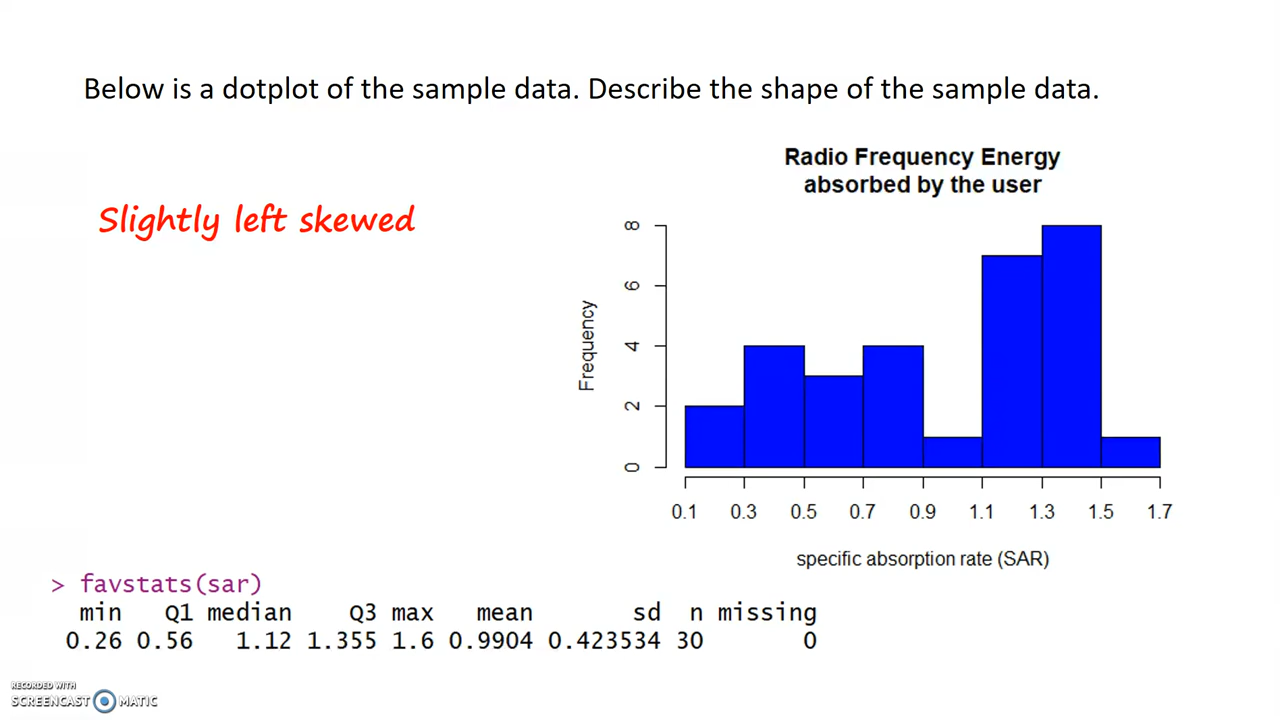 Below is a dotplot of the sample data. Describe the shape of the sample data.
Slightly left skewed
Radio Frequency Energy
absorbed by the user
8
6
4
2
0
Frequency
0.1 0.3 0.5 0.7 0.9 1.1 1.3 1.5 1.7
specific absorption rate (SAR)
> favstats(sar)
min Q1 median Q3 max mean sd n missing
0.26 0.56 1.12 1.355 1.6 0.9904 0.423534 30 0
RECORDED WITH
SCREENCAST MATIC